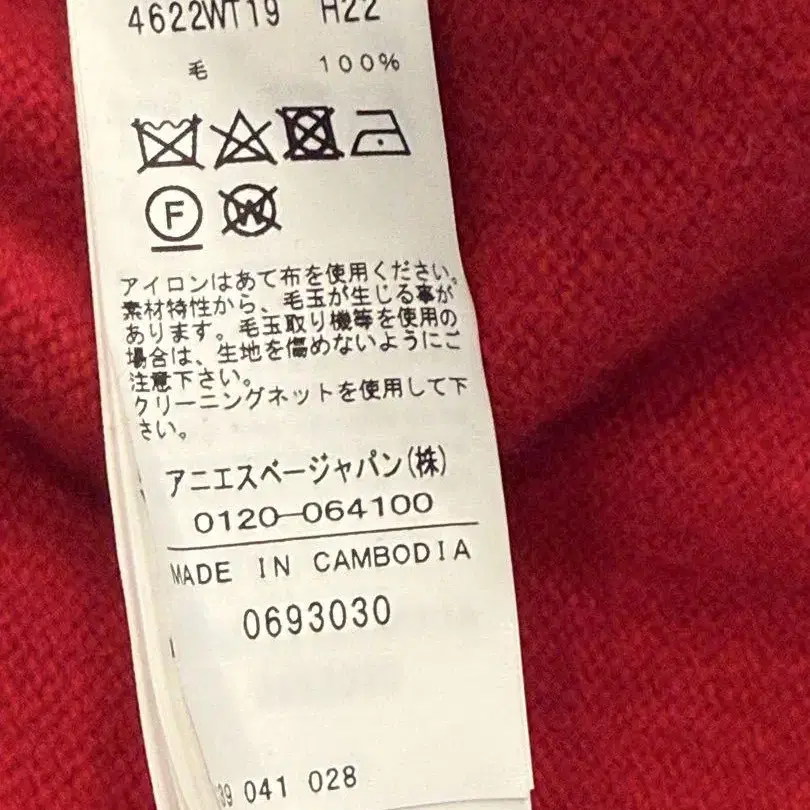 4622WT19 H22
毛 100%
F
W
アイロンはあて布を使用ください。
素材特性から、毛玉が生じる事が
あります。毛玉取り機等を使用の
場合は、生地を傷めないようにご
注意下さい。
クリーニングネットを使用して下
さい。
アニエスベージャパン(株)
0120-064100
MADE IN CAMBODIA
0693030
041 028